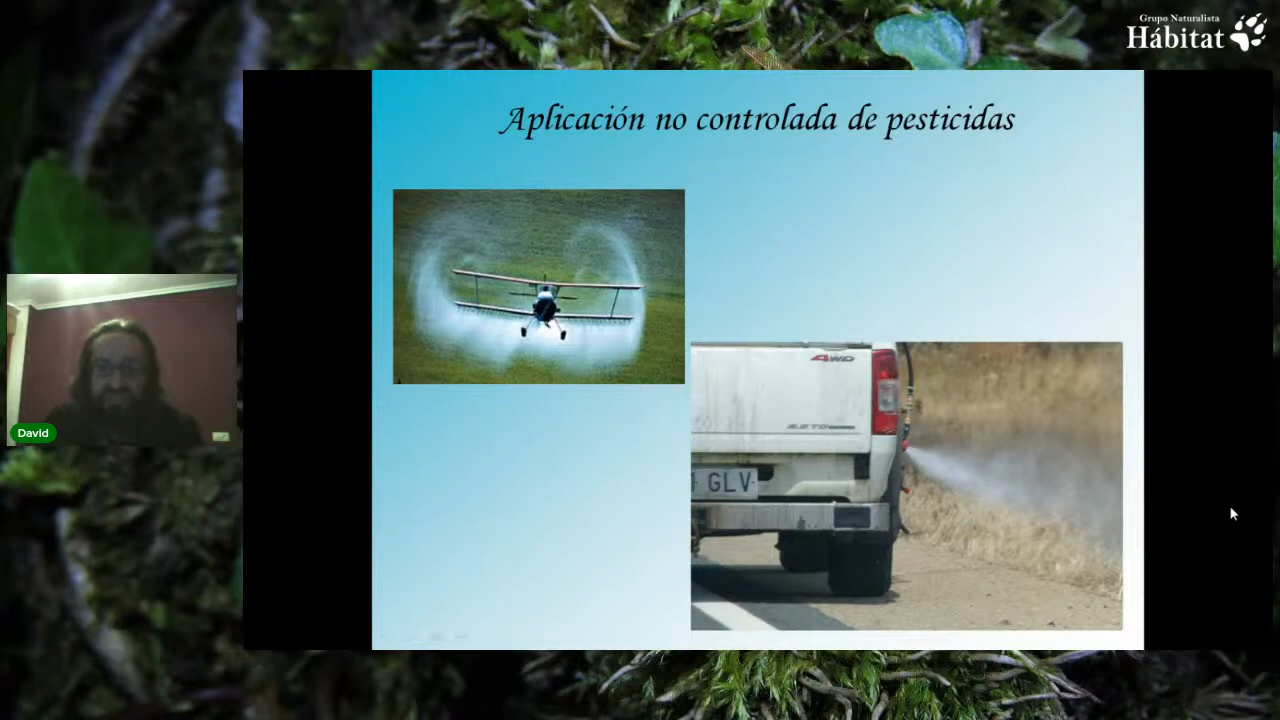 Grupo Naturalista
Hábitat
Aplicación no controlada de pesticidas
4WD
GLV
David